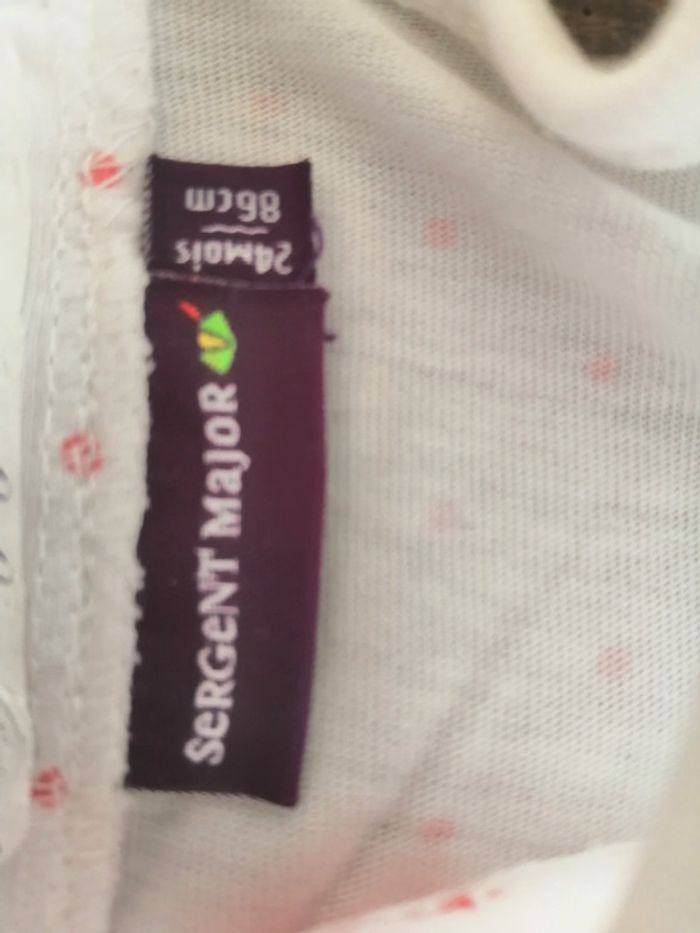 SeRGeNT MajoR
24mois
86cm